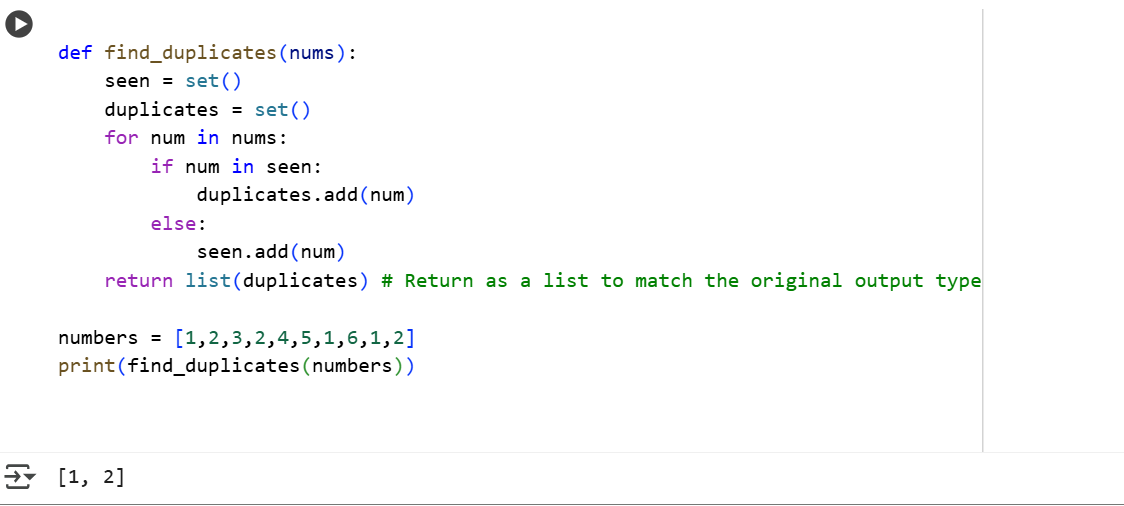 def find_duplicates(nums):
    seen = set()
    duplicates = set()
    for num in nums:
        if num in seen:
            duplicates.add(num)
        else:
            seen.add(num)
    return list(duplicates) # Return as a list to match the original output type
numbers = [1,2,3,2,4,5,1,6,1,2]
print(find_duplicates(numbers))
[1, 2]